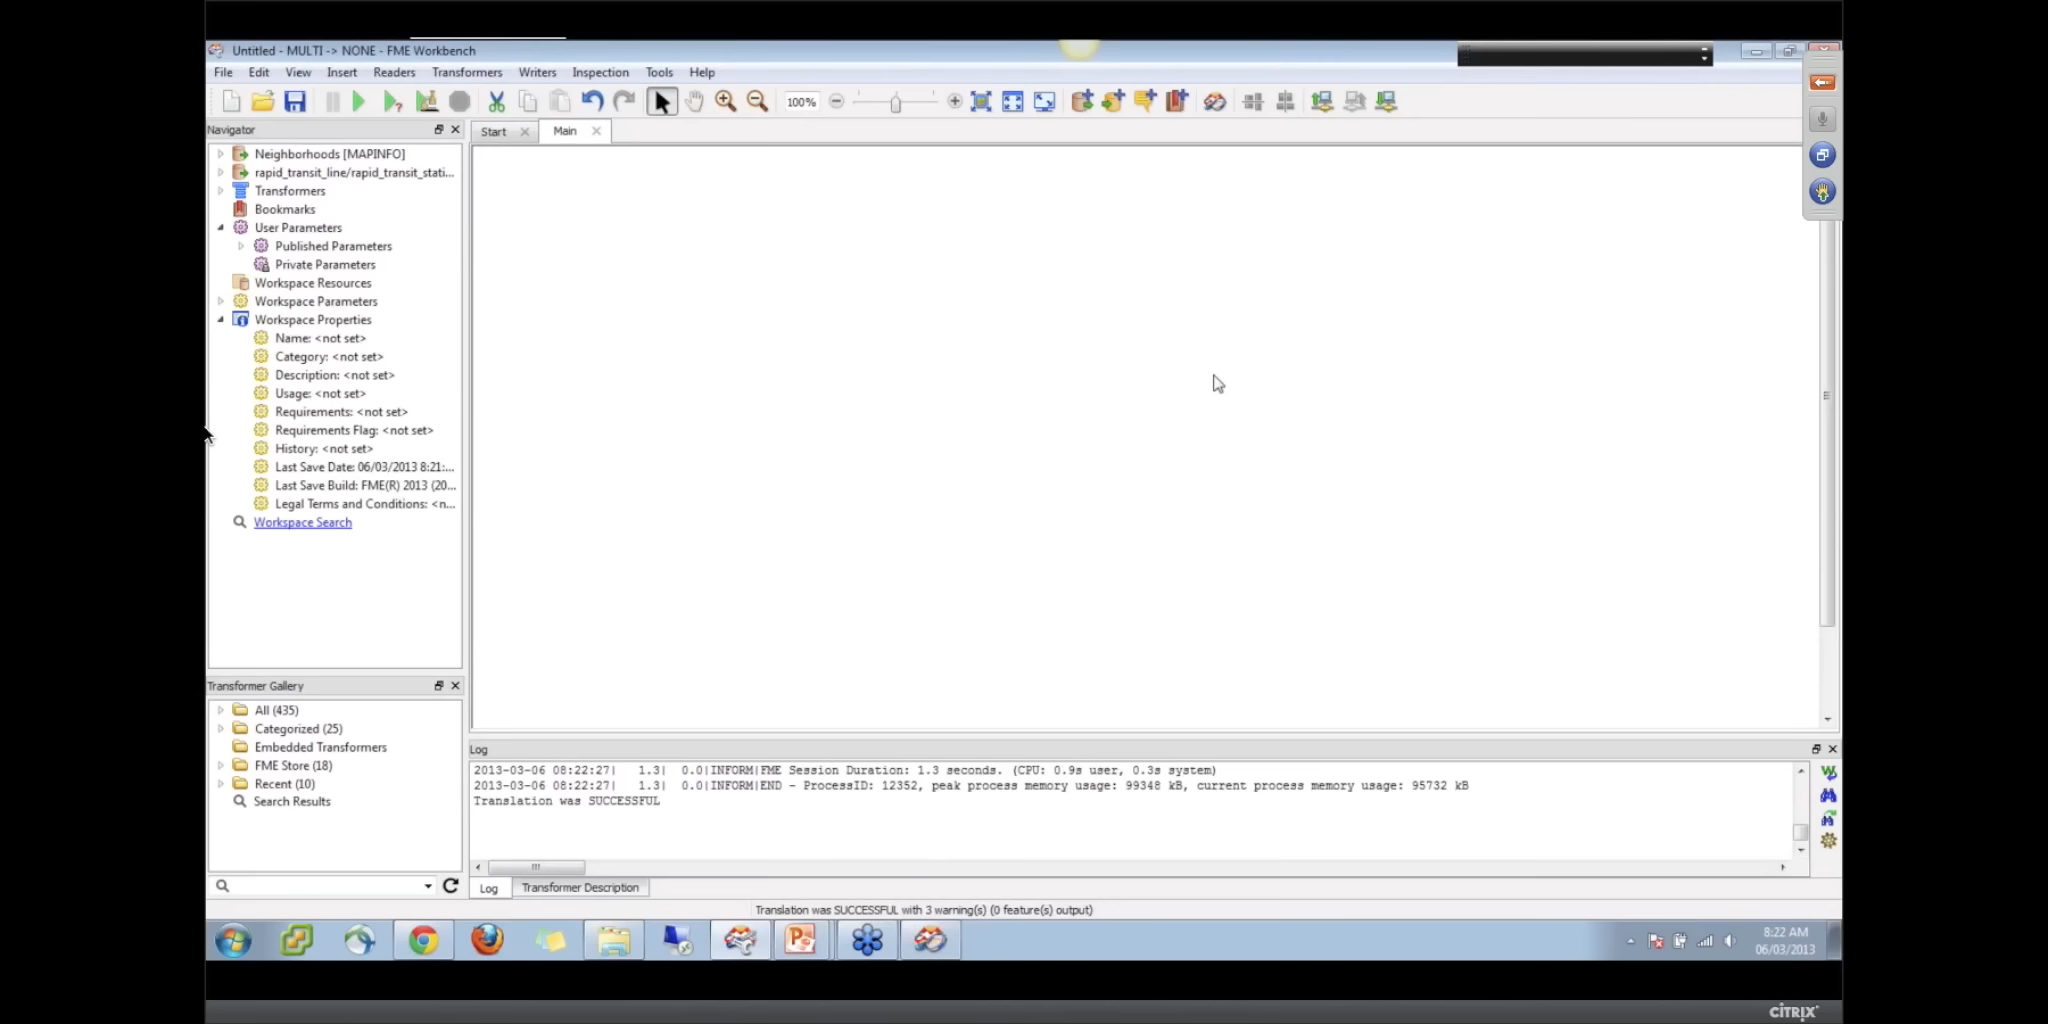 Untitled - MULTI -> NONE - FME Workbench
File Edit View Insert Readers Transformers Writers Inspection Tools Help
100%
Navigator
Start Main
Neighborhoods [MAPINFO]
rapid_transit_line/rapid_transit_stati...
Transformers
Bookmarks
User Parameters
Published Parameters
Private Parameters
Workspace Resources
Workspace Parameters
Workspace Properties
Name: <not set>
Category: <not set>
Description: <not set>
Usage: <not set>
Requirements: <not set>
Requirements Flag: <not set>
History: <not set>
Last Save Date: 06/03/2013 8:21:...
Last Save Build: FME(R) 2013 (20...
Legal Terms and Conditions: <n...
Workspace Search
Transformer Gallery
All (435)
Categorized (25)
Embedded Transformers
FME Store (18)
Recent (10)
Search Results
Log
2013-03-06 08:22:27| 1.3| 0.0|INFORM|FME Session Duration: 1.3 seconds. (CPU: 0.9s user, 0.3s system)
2013-03-06 08:22:27| 1.3| 0.0|INFORM|END - ProcessID: 12352, peak process memory usage: 99348 kB, current process memory usage: 95732 kB
Translation was SUCCESSFUL
Log Transformer Description
Translation was SUCCESSFUL with 3 warning(s) (0 feature(s) output)
8:22 AM
06/03/2013
CITRIX